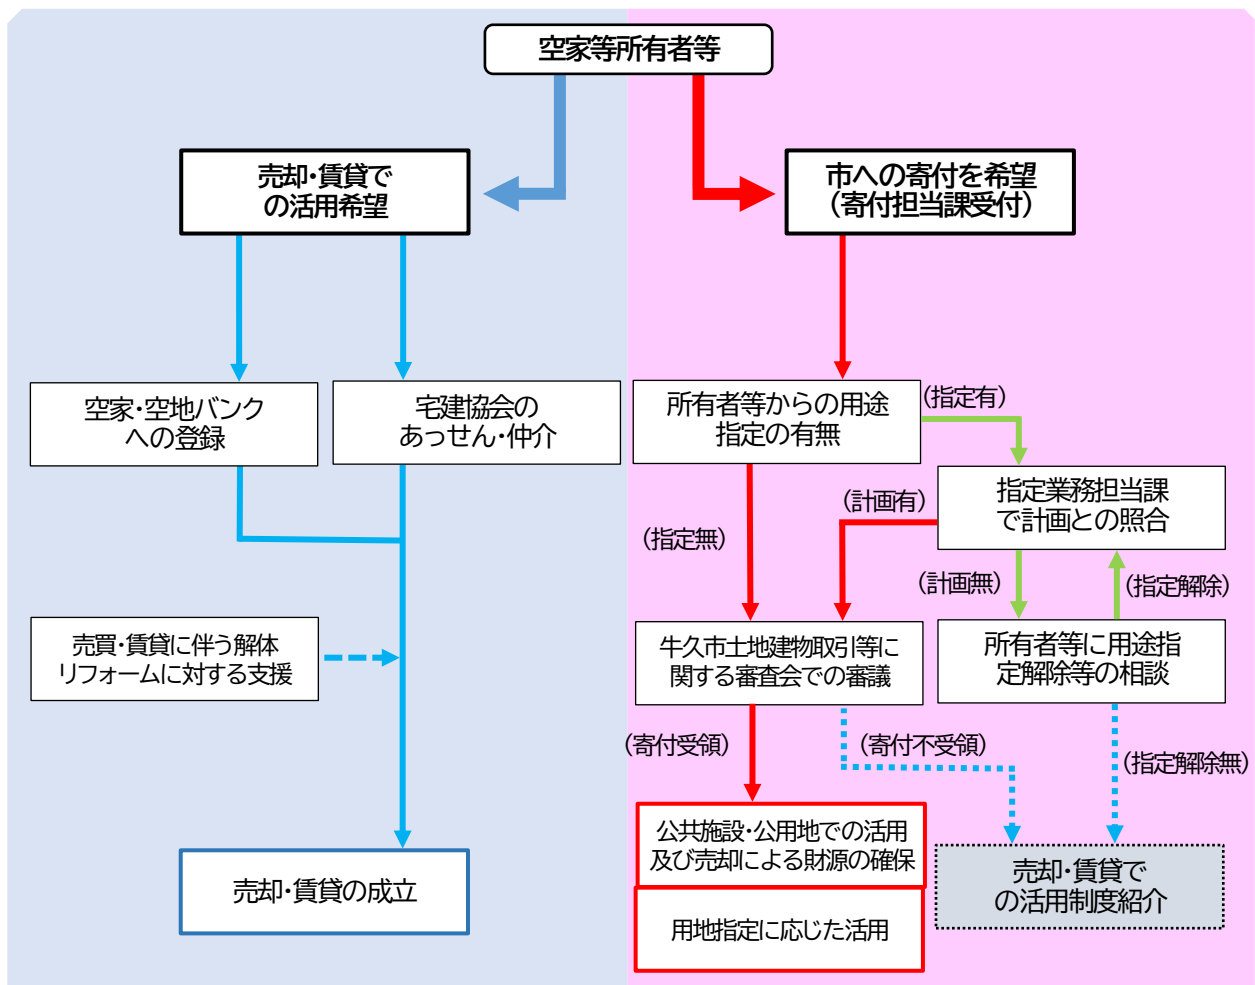 空家等所有者等
売却・賃貸で
の活用希望
市への寄付を希望
（寄付担当課受付）
空家・空地バンク
への登録
宅建協会の
あっせん・仲介
所有者等からの用途
指定の有無
（指定有）
指定業務担当課
で計画との照合
（計画有）
（指定無）
（計画無）
（指定解除）
売買・賃貸に伴う解体
リフォームに対する支援
牛久市土地建物取引等に
関する審査会での審議
所有者等に用途指
定解除等の相談
（寄付受領）
（寄付不受領）
（指定解除無）
公共施設・公用地での活用
及び売却による財源の確保
用地指定に応じた活用
売却・賃貸で
の活用制度紹介
売却・賃貸の成立